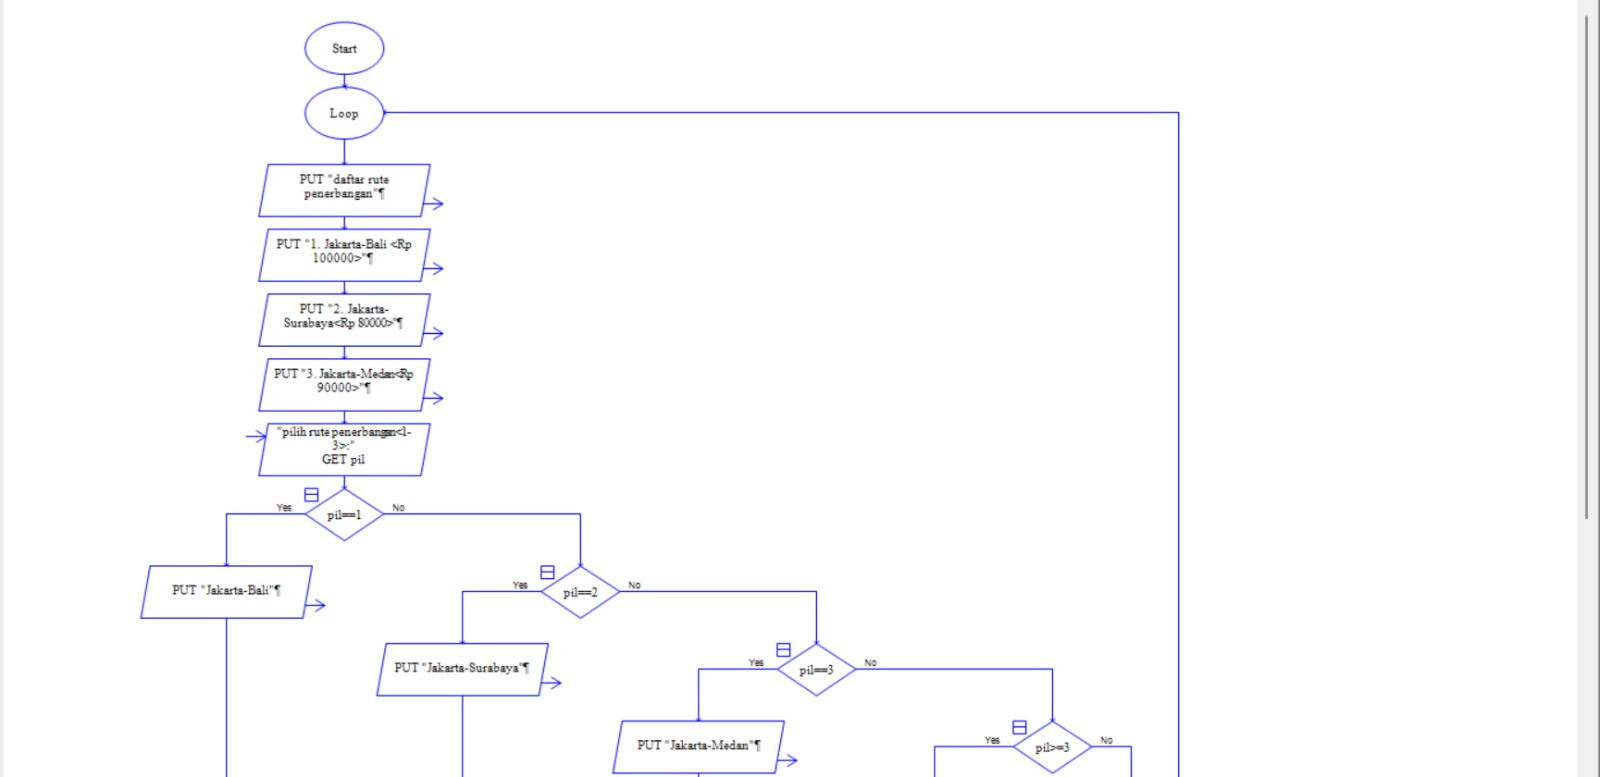 Start
Loop
PUT "daftar rute
penerbangan"¶
PUT "1. Jakarta-Bali <Rp
100000>"¶
PUT "2. Jakarta-
Surabaya<Rp 80000>"¶
PUT "3. Jakarta-Medan<Rp
90000>"¶
"pilih rute penerbangan<1-
3>:"
GET pil
Yes
pil==1
No
PUT "Jakarta-Bali"¶
Yes
pil==2
No
PUT "Jakarta-Surabaya"¶
Yes
pil==3
No
PUT "Jakarta-Medan"¶
Yes
pil>=3
No